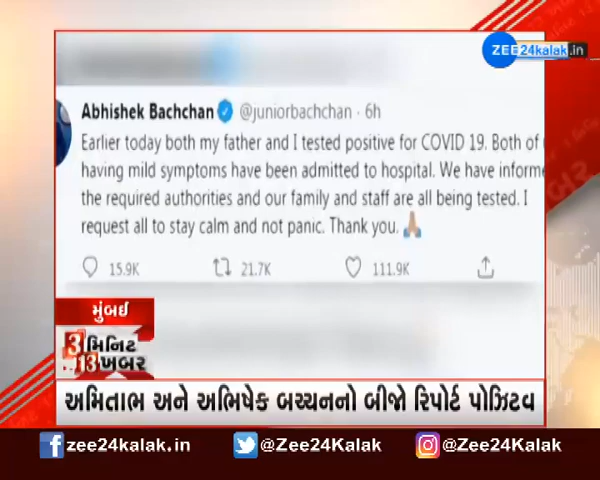 ZEE24kalak.in
Abhishek Bachchan @juniorbachchan · 6h
Earlier today both my father and I tested positive for COVID 19. Both of
having mild symptoms have been admitted to hospital. We have informe
the required authorities and our family and staff are all being tested. I
request all to stay calm and not panic. Thank you. 🙏🏽
15.9K 21.7K 111.9K
મુંબઈ
3 મિનિટ
13 ખબર
અમિતાભ અને અભિષેક બચ્ચનનો બીજો રિપોર્ટ પોઝિટવ
zee24kalak.in @Zee24Kalak @Zee24Kalak